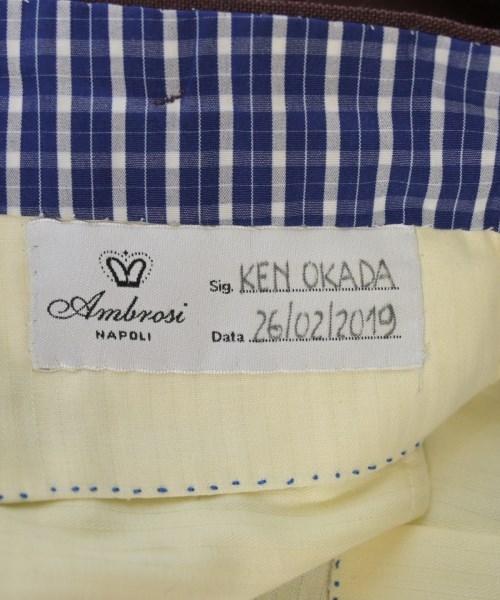 Ambrosi
NAPOLI
Sig. KEN OKADA
Data 26/02/2019